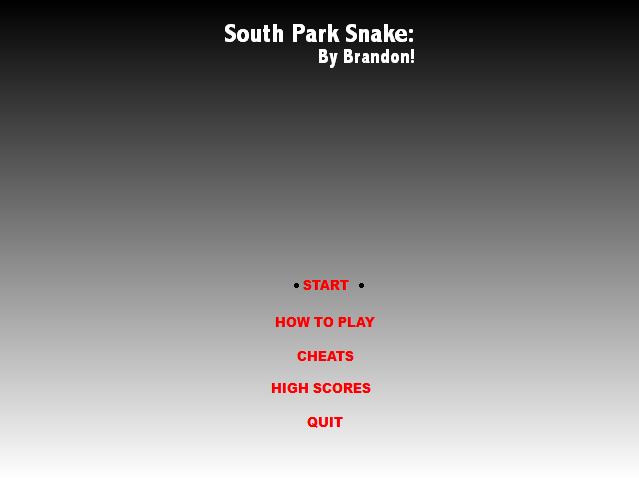 South Park Snake:
By Brandon!
START
HOW TO PLAY
CHEATS
HIGH SCORES
QUIT